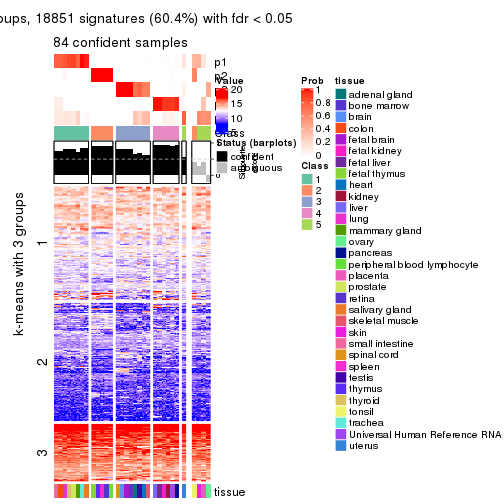 oups, 18851 signatures (60.4%) with fdr < 0.05
84 confident samples
p1
Value
20
15
10
5
Class
Status (barplots)
confident
ambiguous
0
Prob
1
0.8
0.6
0.4
0.2
0
Class
1
2
3
4
5
tissue
adrenal gland
bone marrow
brain
colon
fetal brain
fetal kidney
fetal liver
fetal thymus
heart
kidney
liver
lung
mammary gland
ovary
pancreas
peripheral blood lymphocyte
placenta
prostate
retina
salivary gland
skeletal muscle
skin
small intestine
spinal cord
spleen
testis
thymus
thyroid
tonsil
trachea
Universal Human Reference RNA
uterus
k-means with 3 groups
1
2
3
tissue